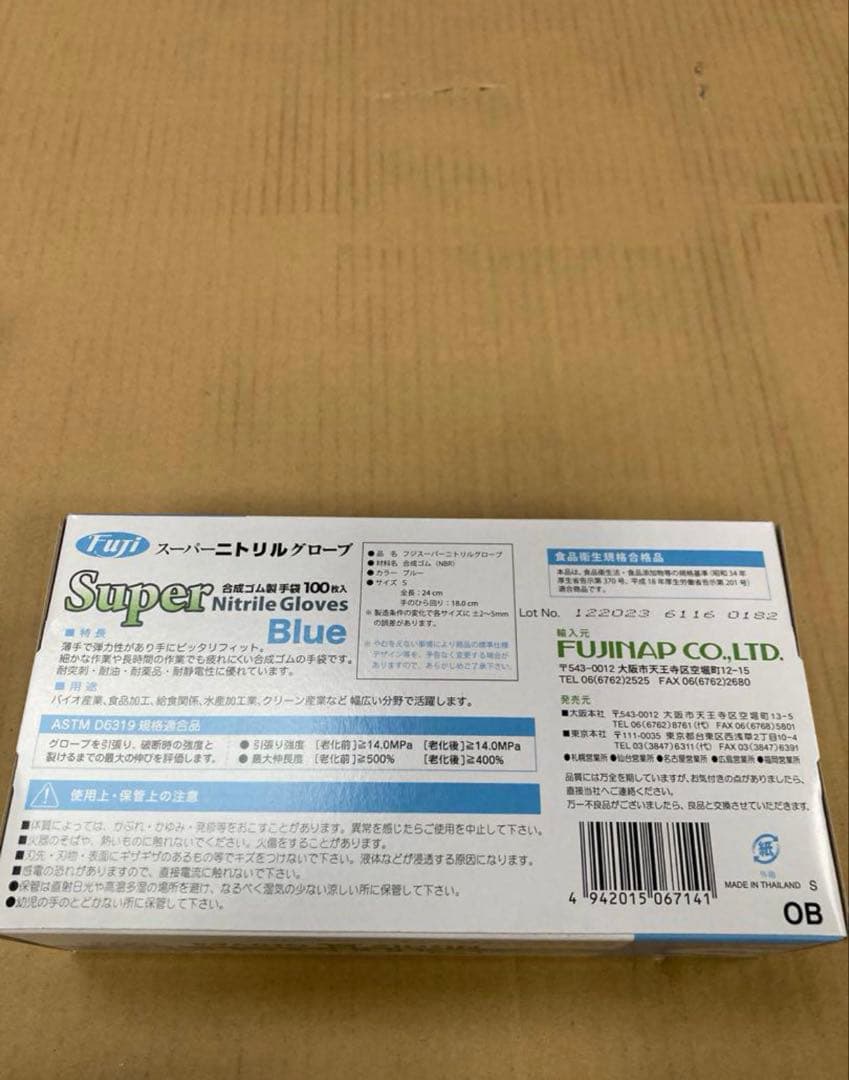 Fuji スーパーニトリルグローブ
Super
合成ゴム製 手袋 100枚入
Nitrile Gloves
Blue
■特長
薄手で弾力性があり手にピッタリフィット。
細かな作業や長時間の作業でも疲れにくい合成ゴムの手袋です。
耐突刺・耐油・耐薬品・耐静電性に優れています。
■用途
バイオ産業、食品加工、給食関係、水産加工業、クリーン産業など 幅広い分野で活躍します。
ASTM D6319 規格適合品
グローブを引張り、破断時の強度と
裂けるまでの最大の伸びを評価します。
● 引張り強度 [老化前]≧14.0MPa [老化後]≧14.0MPa
● 最大伸長度 [老化前]≧500% [老化後]≧400%
使用上・保管上の注意
■体質によっては、かぶれ・かゆみ・発疹等をおこすことがあります。異常を感じたらご使用を中止して下さい。
■火器のそばや、熱いものに触れないでください。火傷をすることがあります。
■刃先・刃物・表面にギザギザのあるもの等でキズをつけないで下さい。液体などが浸透する原因になります。
■感電の恐れがありますので、直接電流に触れないで下さい。
●保管は直射日光や高温多湿の場所を避け、なるべく湿気の少ない涼しい所に保管して下さい。
●幼児の手のとどかない所に保管して下さい。
● 品 名 フジスーパーニトリルグローブ
● 材料名 合成ゴム (NBR)
● カラー ブルー
● サイズ S
全長:24cm
手のひら回り:18.0cm
※ 製造条件の変化で各サイズに ±2～5mm
の誤差があります。
※ やむをえない事情により商品の標準仕様
デザイン等を、予告なく変更する場合が
ありますので、あらかじめご了承下さい。
食品衛生規格合格品
本品は、食品衛生法・食品添加物等の規格基準(昭和34年
厚生省告示第370号、平成18年厚生労働省告示第201号)
適合商品です。
Lot No. 122023 6116 0182
輸入元
FUJINAP CO.,LTD.
〒543-0012 大阪市天王寺区空堀町12-15
TEL 06(6762)2525 FAX 06(6762)2680
発売元
■大阪本社 〒543-0012 大阪市天王寺区空堀町13-5
TEL 06(6762)8761(代) FAX 06(6768)5801
■東京本社 〒111-0035 東京都台東区西浅草2丁目10-4
TEL 03(3847)6311(代) FAX 03(3847)6391
●札幌営業所 ●仙台営業所 ●名古屋営業所 ●広島営業所 ●福岡営業所
品質には万全を期していますが、お気付きの点がありましたら、
直接当社へご連絡ください。
万一不良品がございましたら、良品と交換させていただきます。
4 942015 067141
紙
外箱
MADE IN THAILAND S
OB